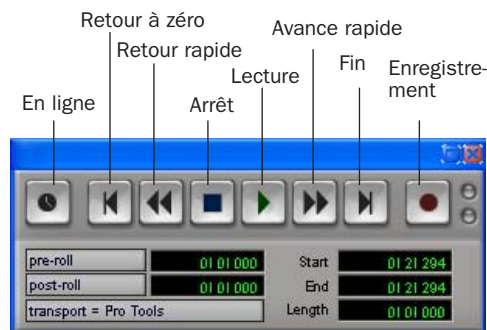 Retour à zéro
Avance rapide
Retour rapide
Lecture
Fin
Enregistre-
ment
En ligne
Arrêt
pre-roll 01 01 000 Start 01 21 294
post-roll 01 01 000 End 01 21 294
transport = Pro Tools Length 01 01 000